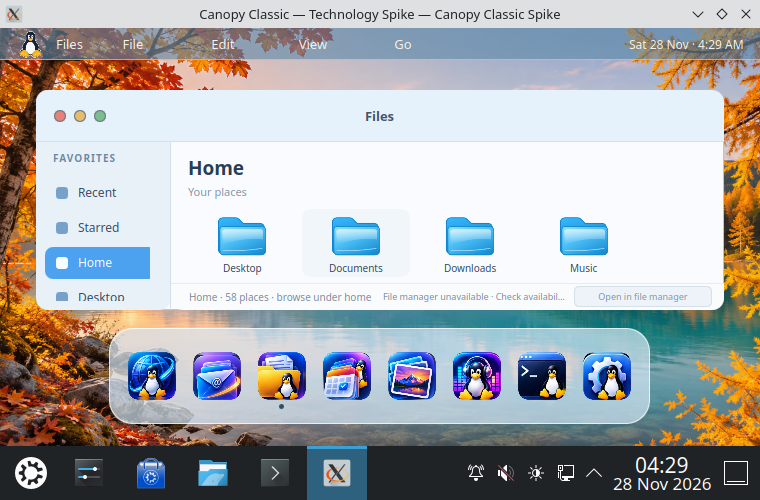 Canopy Classic — Technology Spike — Canopy Classic Spike
Files File Edit View Go Sat 28 Nov · 4:29 AM
Files
FAVORITES
Recent
Starred
Home
Desktop
Home
Your places
Desktop Documents Downloads Music
Home · 58 places · browse under home File manager unavailable · Check availabil... Open in file manager
04:29
28 Nov 2026